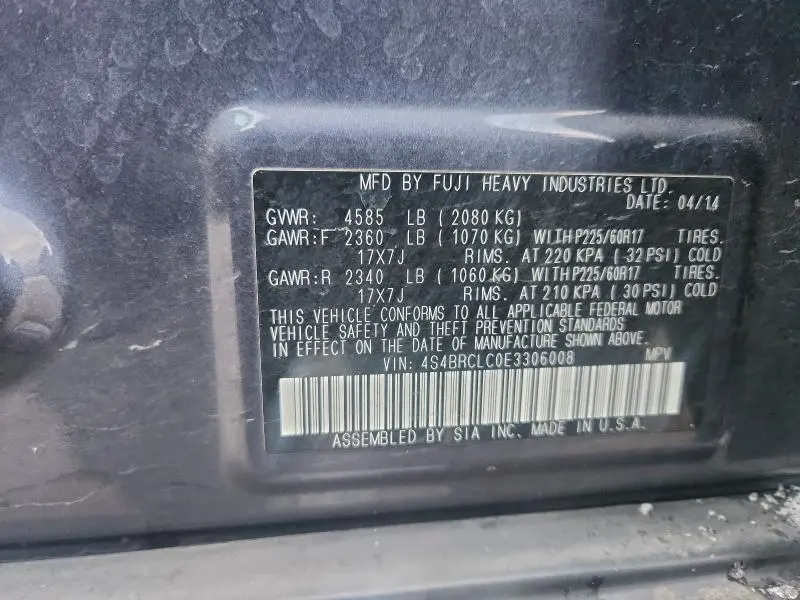 MFD BY FUJI HEAVY INDUSTRIES LTD.
DATE: 04/14
GVWR: 4585 LB ( 2080 KG)
GAWR:F 2360 LB ( 1070 KG) WITHP225/60R17 TIRES.
17X7J RIMS. AT 220 KPA ( 32 PSI) COLD
GAWR:R 2340 LB ( 1060 KG) WITHP225/60R17 TIRES.
17X7J RIMS. AT 210 KPA ( 30 PSI) COLD
THIS VEHICLE CONFORMS TO ALL APPLICABLE FEDERAL MOTOR
VEHICLE SAFETY AND THEFT PREVENTION STANDARDS
IN EFFECT ON THE DATE OF MANUFACTURE SHOWN ABOVE.
VIN: 4S4BRCLC0E3306008 MPV
ASSEMBLED BY SIA INC. MADE IN U.S.A.